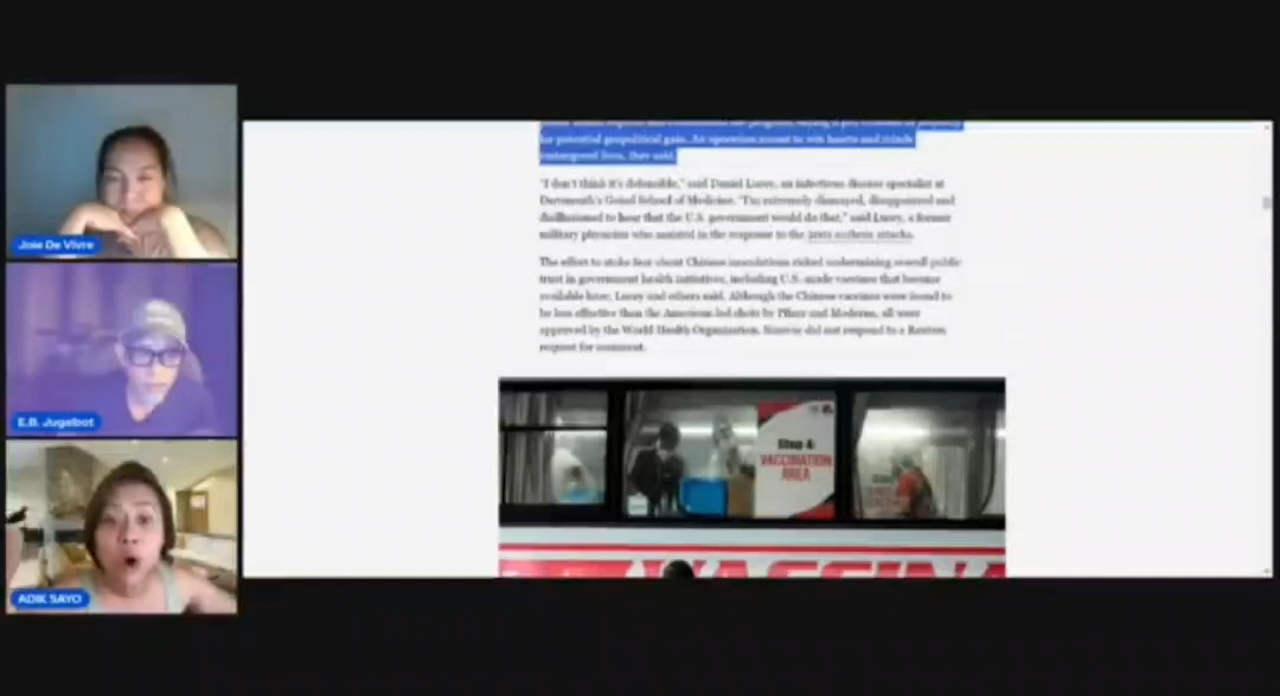 for potential geopolitical gain. An operation meant to win hearts and minds
endangered lives, they said.
"I don't think it's defensible," said Daniel Lucey, an infectious disease specialist at
Dartmouth's Geisel School of Medicine. "I'm extremely dismayed, disappointed and
disillusioned to hear that the U.S. government would do that," said Lucey, a former
military physician who assisted in the response to the 2001 anthrax attacks.
The effort to stoke fear about Chinese inoculations risked undermining overall public
trust in government health initiatives, including U.S.-made vaccines that became
available later, Lucey and others said. Although the Chinese vaccines were found to
be less effective than the American-led shots by Pfizer and Moderna, all were
approved by the World Health Organization. Sinovac did not respond to a Reuters
request for comment.
Joie De Vivre
E.B. Jugalbot
ADIK SAYO
Step 4:
VACCINATION
AREA